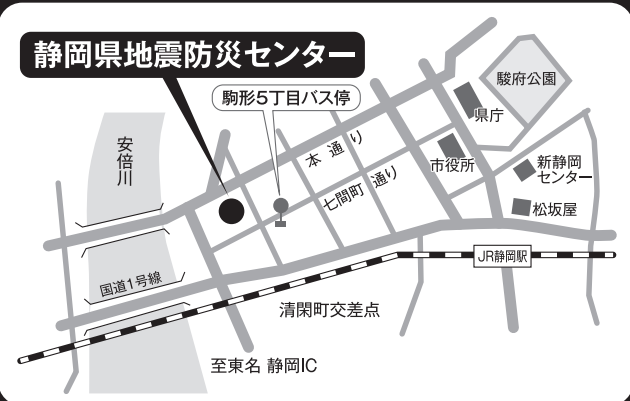 静岡県地震防災センター
駒形5丁目バス停
駿府公園
県庁
安倍川
本通り
市役所
七間町通り
新静岡
センター
松坂屋
JR静岡駅
国道1号線
清閑町交差点
至東名 静岡IC